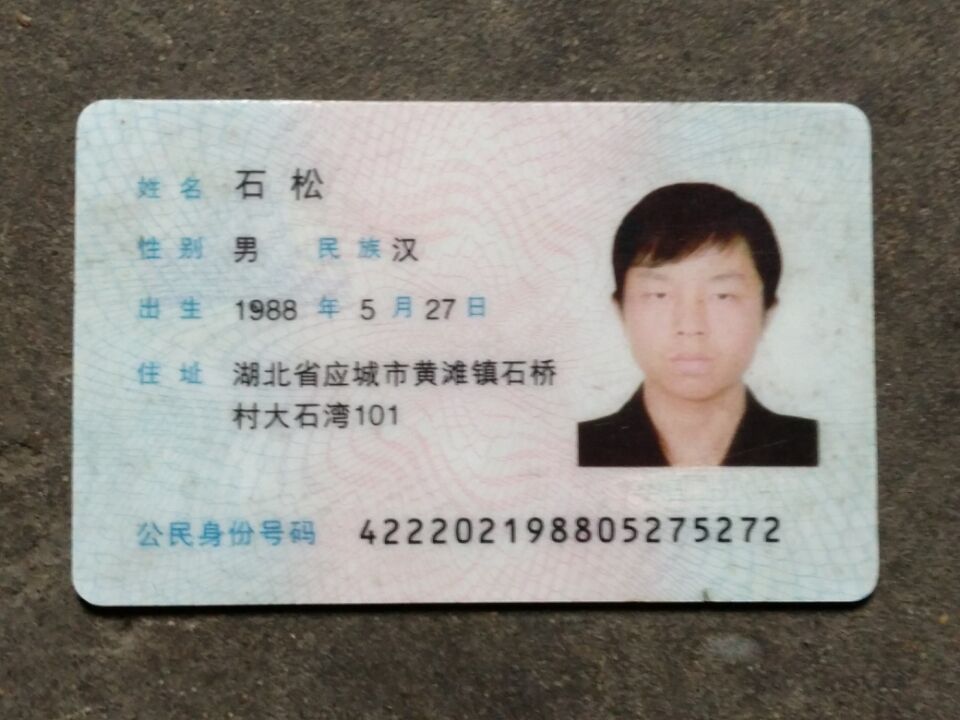 姓名 石松
性别 男 民族 汉
出生 1988 年 5 月 27 日
住址 湖北省应城市黄滩镇石桥
村大石湾101
公民身份号码 422202198805275272